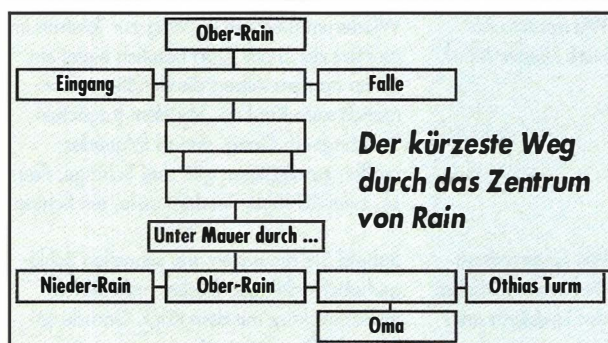 Ober-Rain
Eingang
Falle
Der kürzeste Weg
durch das Zentrum
von Rain
Unter Mauer durch ...
Nieder-Rain
Ober-Rain
Othias Turm
Oma